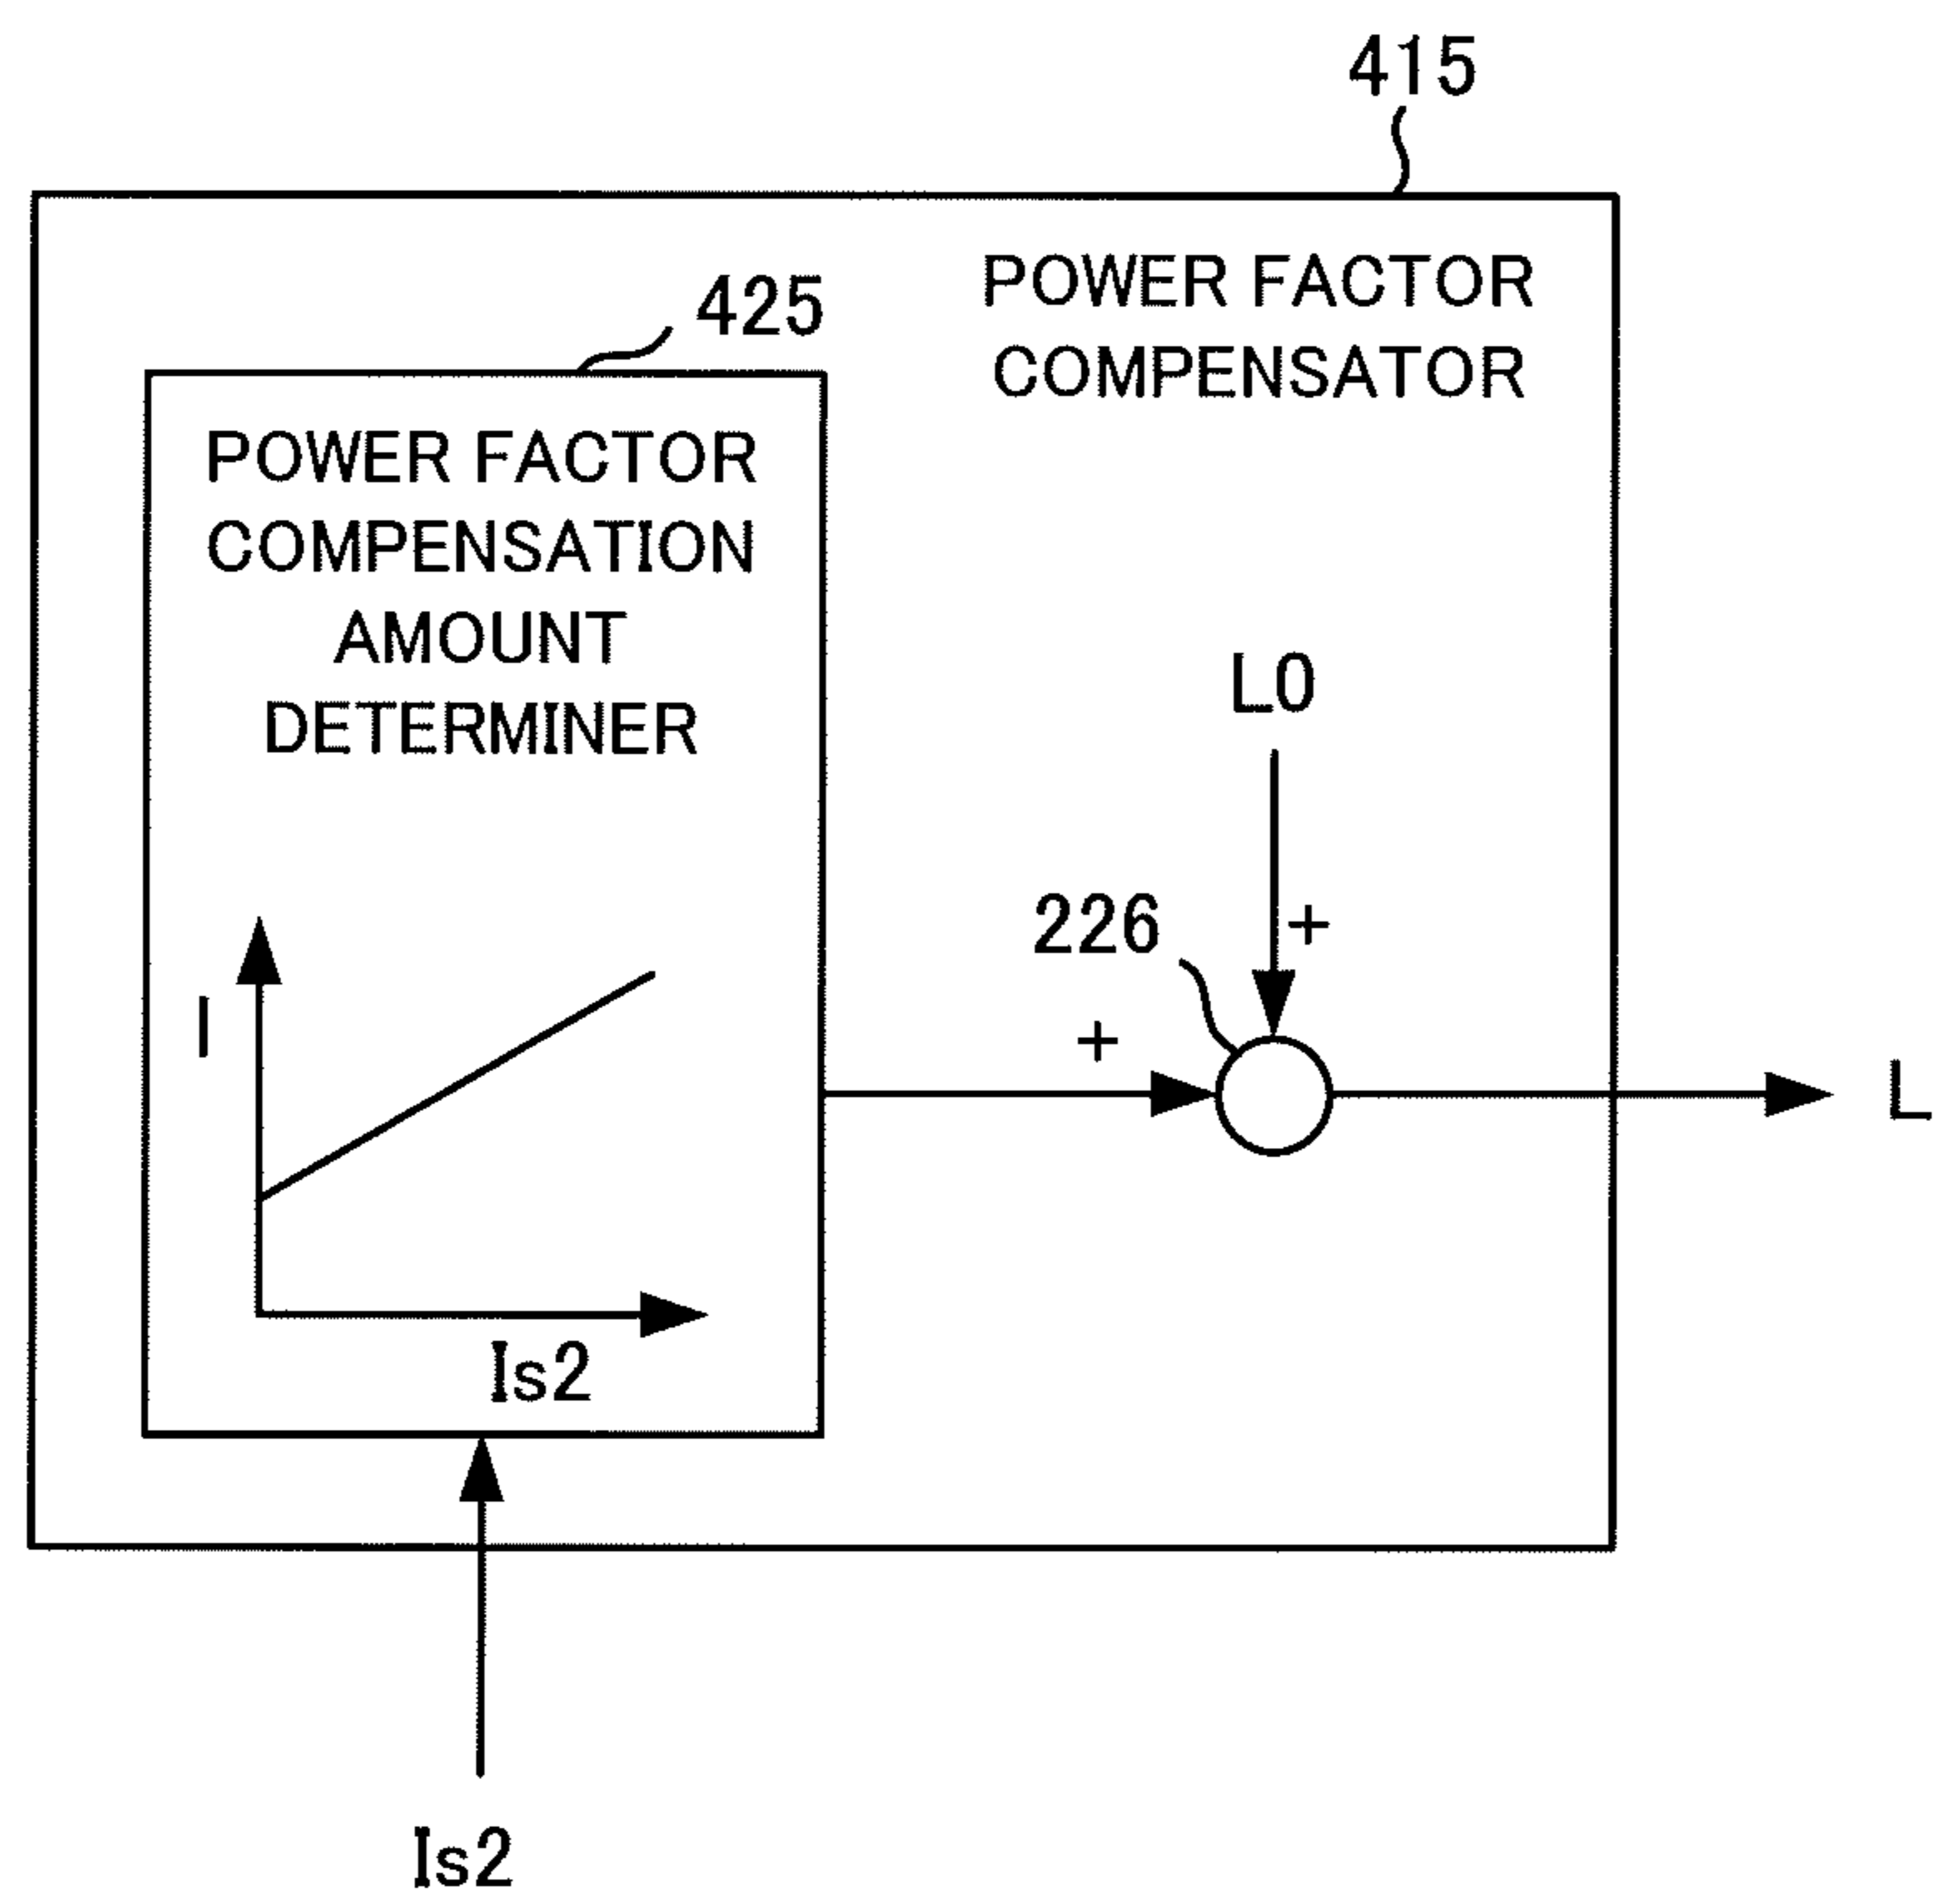 415
POWER FACTOR
COMPENSATOR
425
POWER FACTOR
COMPENSATION
AMOUNT
DETERMINER
L0
226
+
+
l
L
Is2
Is2